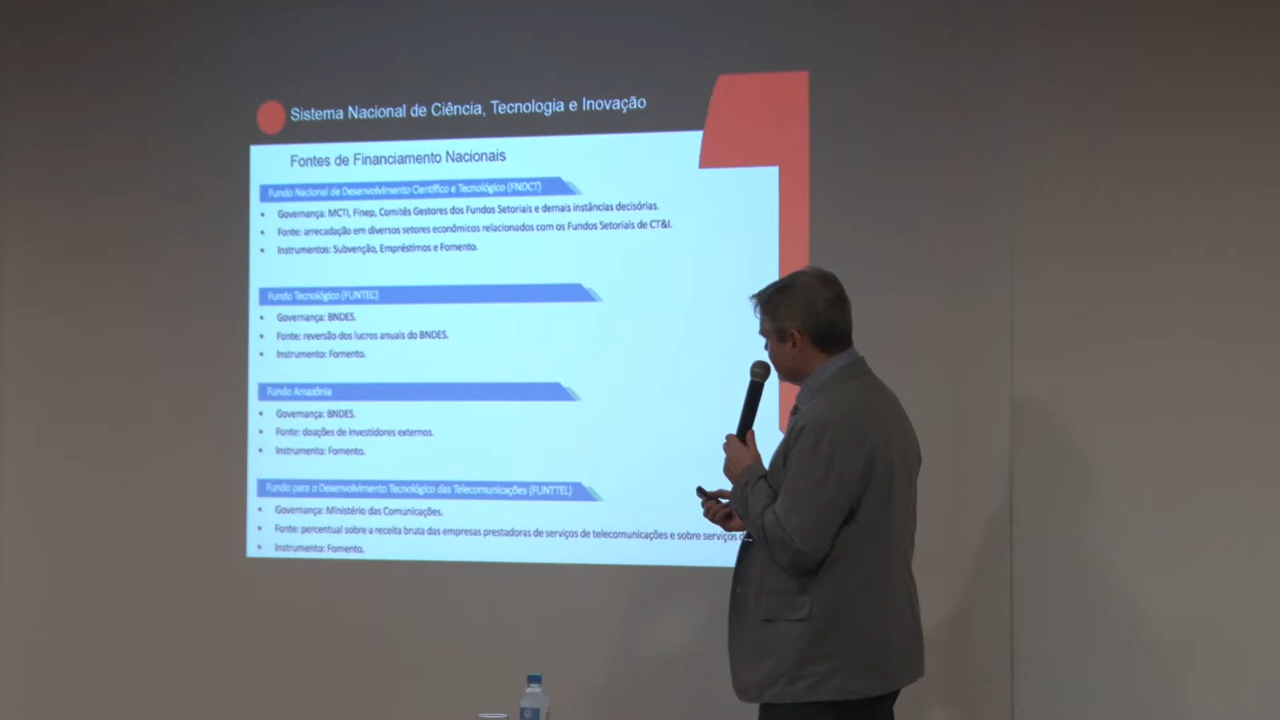 Sistema Nacional de Ciência, Tecnologia e Inovação
Fontes de Financiamento Nacionais
Fundo Nacional de Desenvolvimento Científico e Tecnológico (FNDCT)
• Governança: MCTI, Finep, Comitês Gestores dos Fundos Setoriais e demais instâncias decisórias.
• Fonte: arrecadação em diversos setores econômicos relacionados com os Fundos Setoriais de CT&I.
• Instrumentos: Subvenção, Empréstimos e Fomento.
Fundo Tecnológico (FUNTEC)
• Governança: BNDES.
• Fonte: reversão dos lucros anuais do BNDES.
• Instrumento: Fomento.
Fundo Amazônia
• Governança: BNDES.
• Fonte: doações de investidores externos.
• Instrumento: Fomento.
Fundo para o Desenvolvimento Tecnológico das Telecomunicações (FUNTTEL)
• Governança: Ministério das Comunicações.
• Fonte: percentual sobre a receita bruta das empresas prestadoras de serviços de telecomunicações e sobre serviços
• Instrumento: Fomento.